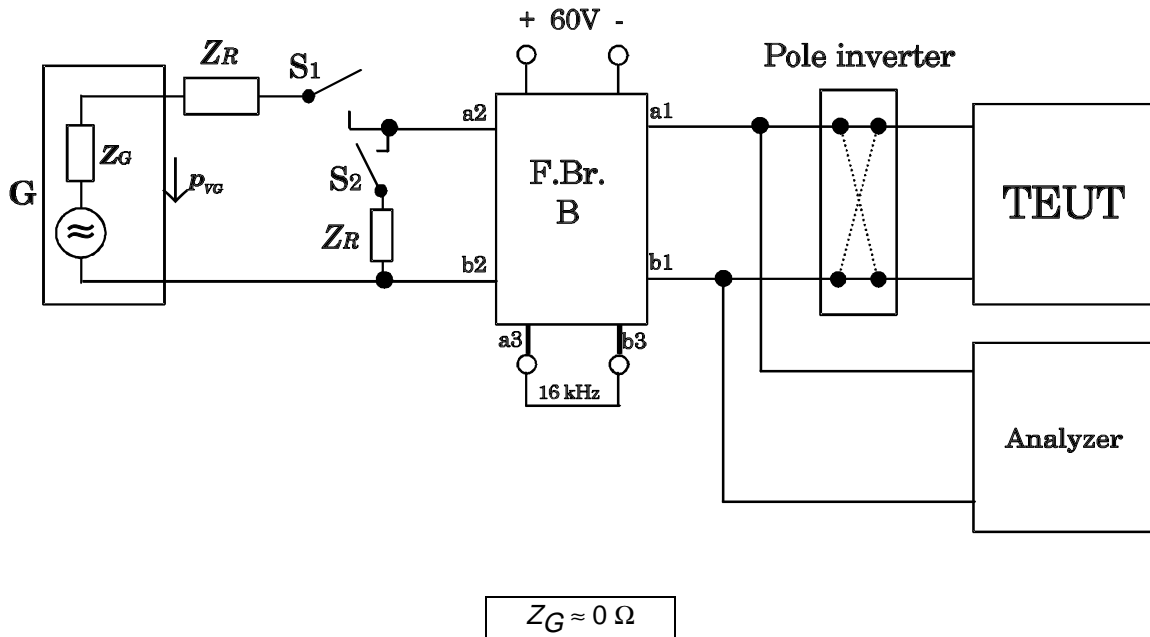 + 60V -
ZR
S1
Pole inverter
a2
a1
ZG
pVG
G
S2
F.Br.
B
TEUT
ZR
b2
b1
a3
b3
16 kHz
Analyzer
ZG ≈ 0 Ω